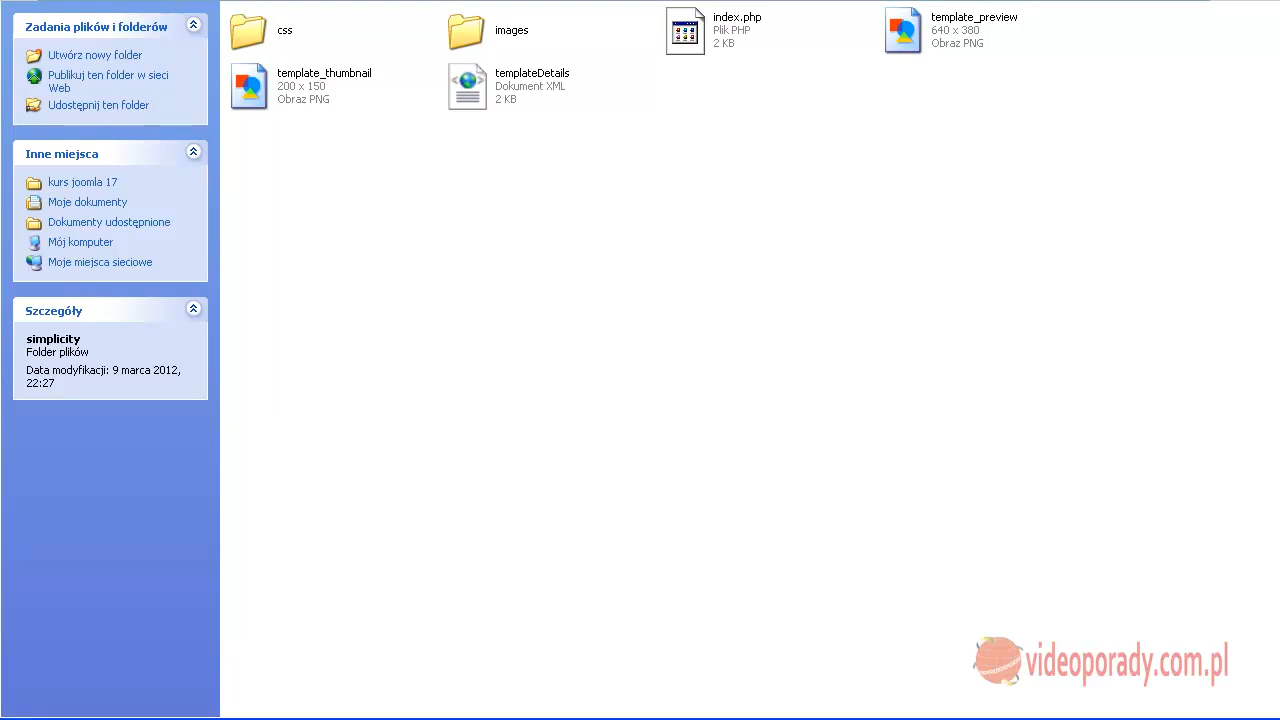 Zadania plików i folderów
Utwórz nowy folder
Publikuj ten folder w sieci
Web
Udostępnij ten folder
Inne miejsca
kurs joomla 17
Moje dokumenty
Dokumenty udostępnione
Mój komputer
Moje miejsca sieciowe
Szczegóły
simplicity
Folder plików
Data modyfikacji: 9 marca 2012,
22:27
css
images
index.php
Plik PHP
2 KB
template_preview
640 x 380
Obraz PNG
template_thumbnail
200 x 150
Obraz PNG
templateDetails
Dokument XML
2 KB
videoporady.com.pl